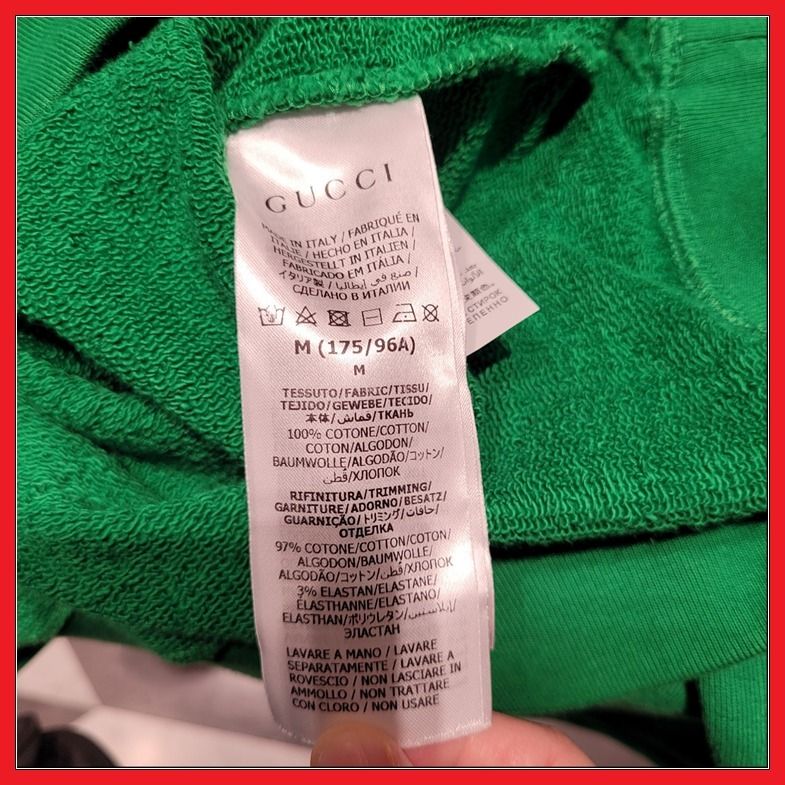 GUCCI
MADE IN ITALY / FABRIQUÉ EN
ITALIE / HECHO EN ITALIA /
HERGESTELLT IN ITALIEN /
FABRICADO EM ITÁLIA /
イタリア製 / صنع في إيطاليا /
СДЕЛАНО В ИТАЛИИ
M (175/96A)
M
TESSUTO/FABRIC/TISSU/
TEJIDO/GEWEBE/TECIDO/
本体/قماش/ТКАНЬ
100% COTONE/COTTON/
COTON/ALGODON/
BAUMWOLLE/ALGODÃO/コットン/
قطن/ХЛОПОК
RIFINITURA/TRIMMING/
GARNITURE/ADORNO/BESATZ/
GUARNIÇÃO/トリミング/حافات/
ОТДЕЛКА
97% COTONE/COTTON/COTON/
ALGODON/BAUMWOLLE/
ALGODÃO/コットン/قطن/ХЛОПОК
3% ELASTAN/ELASTANE/
ÉLASTHANNE/ELASTANO/
ELASTHAN/ポリウレタン/إيلاستين/
ЭЛАСТАН
LAVARE A MANO / LAVARE
SEPARATAMENTE / LAVARE A
ROVESCIO / NON LASCIARE IN
AMMOLLO / NON TRATTARE
CON CLORO / NON USARE
СТИРОК
ЕПЕННО